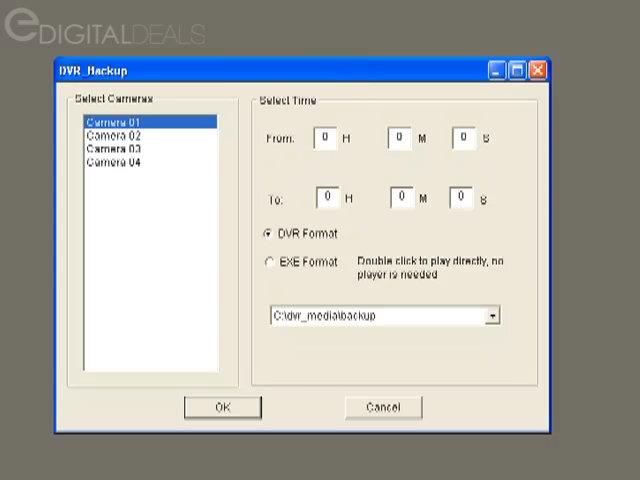 eDIGITALDEALS
DVR_Backup
Select Cameras
Camera 01
Camera 02
Camera 03
Camera 04
Select Time
From: 0 H 0 M 0 S
To: 0 H 0 M 0 S
DVR Format
EXE Format Double click to play directly, no
player is needed
C:\dvr_media\backup
OK Cancel